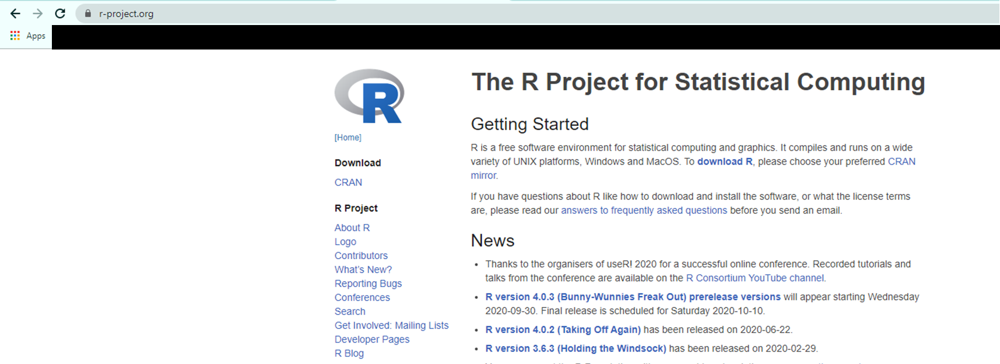 r-project.org
Apps
R
[Home]
Download
CRAN
R Project
About R
Logo
Contributors
What's New?
Reporting Bugs
Conferences
Search
Get Involved: Mailing Lists
Developer Pages
R Blog
The R Project for Statistical Computing
Getting Started
R is a free software environment for statistical computing and graphics. It compiles and runs on a wide
variety of UNIX platforms, Windows and MacOS. To download R, please choose your preferred CRAN
mirror.
If you have questions about R like how to download and install the software, or what the license terms
are, please read our answers to frequently asked questions before you send an email.
News
• Thanks to the organisers of useR! 2020 for a successful online conference. Recorded tutorials and
talks from the conference are available on the R Consortium YouTube channel.
• R version 4.0.3 (Bunny-Wunnies Freak Out) prerelease versions will appear starting Wednesday
2020-09-30. Final release is scheduled for Saturday 2020-10-10.
• R version 4.0.2 (Taking Off Again) has been released on 2020-06-22.
• R version 3.6.3 (Holding the Windsock) has been released on 2020-02-29.